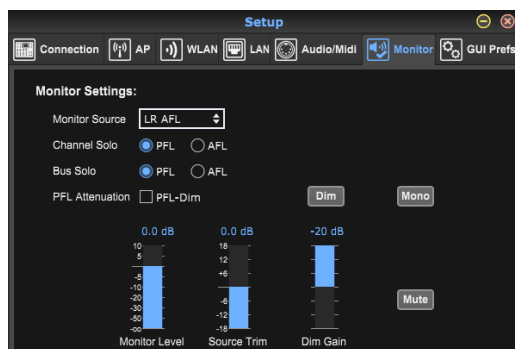 Setup
Connection AP WLAN LAN Audio/Midi Monitor GUI Prefs
Monitor Settings:
Monitor Source LR AFL
Channel Solo PFL AFL
Bus Solo PFL AFL
PFL Attenuation PFL-Dim Dim Mono
0.0 dB 0.0 dB -20 dB
10 18
5 12
+6
-5
-10
-20 -6
-30
-50 -12
-oo -18
Mute
Monitor Level Source Trim Dim Gain